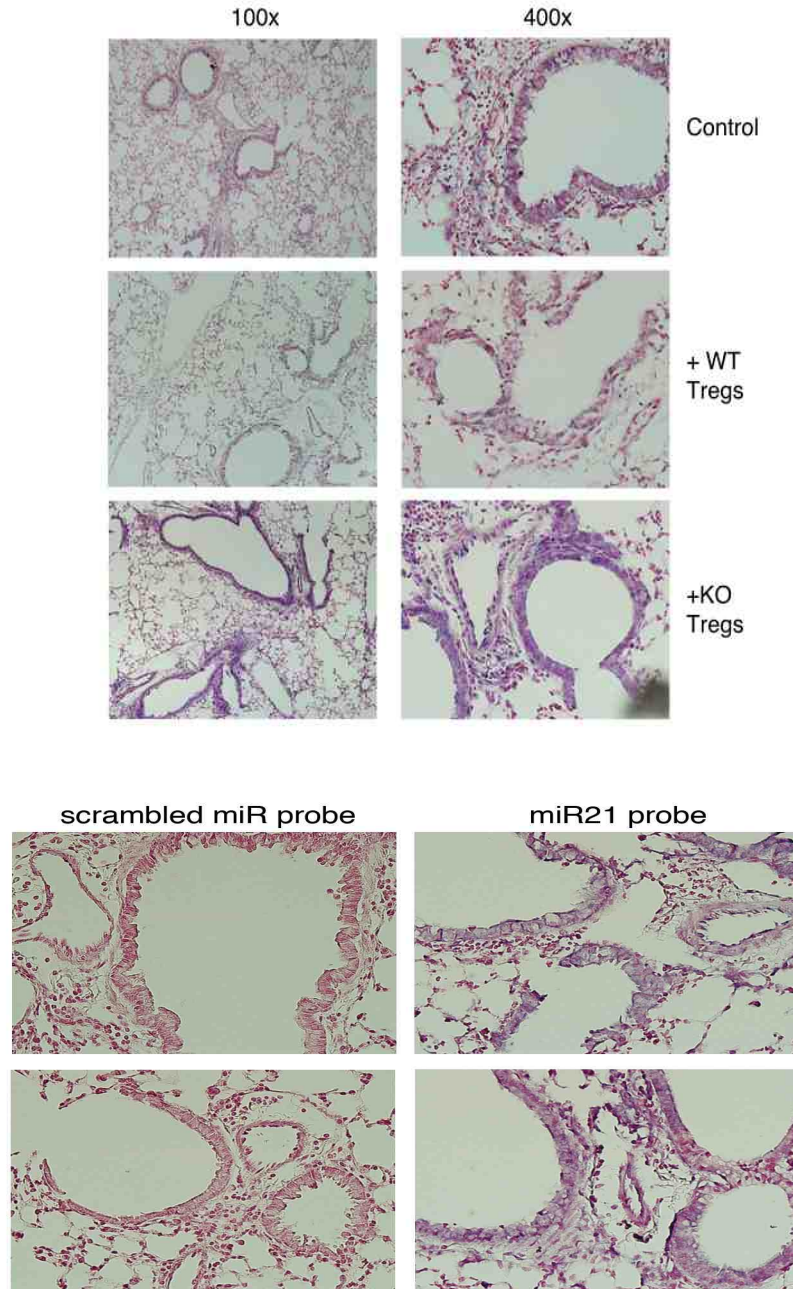 100x 400x
Control
+ WT
Tregs
+KO
Tregs
scrambled miR probe miR21 probe